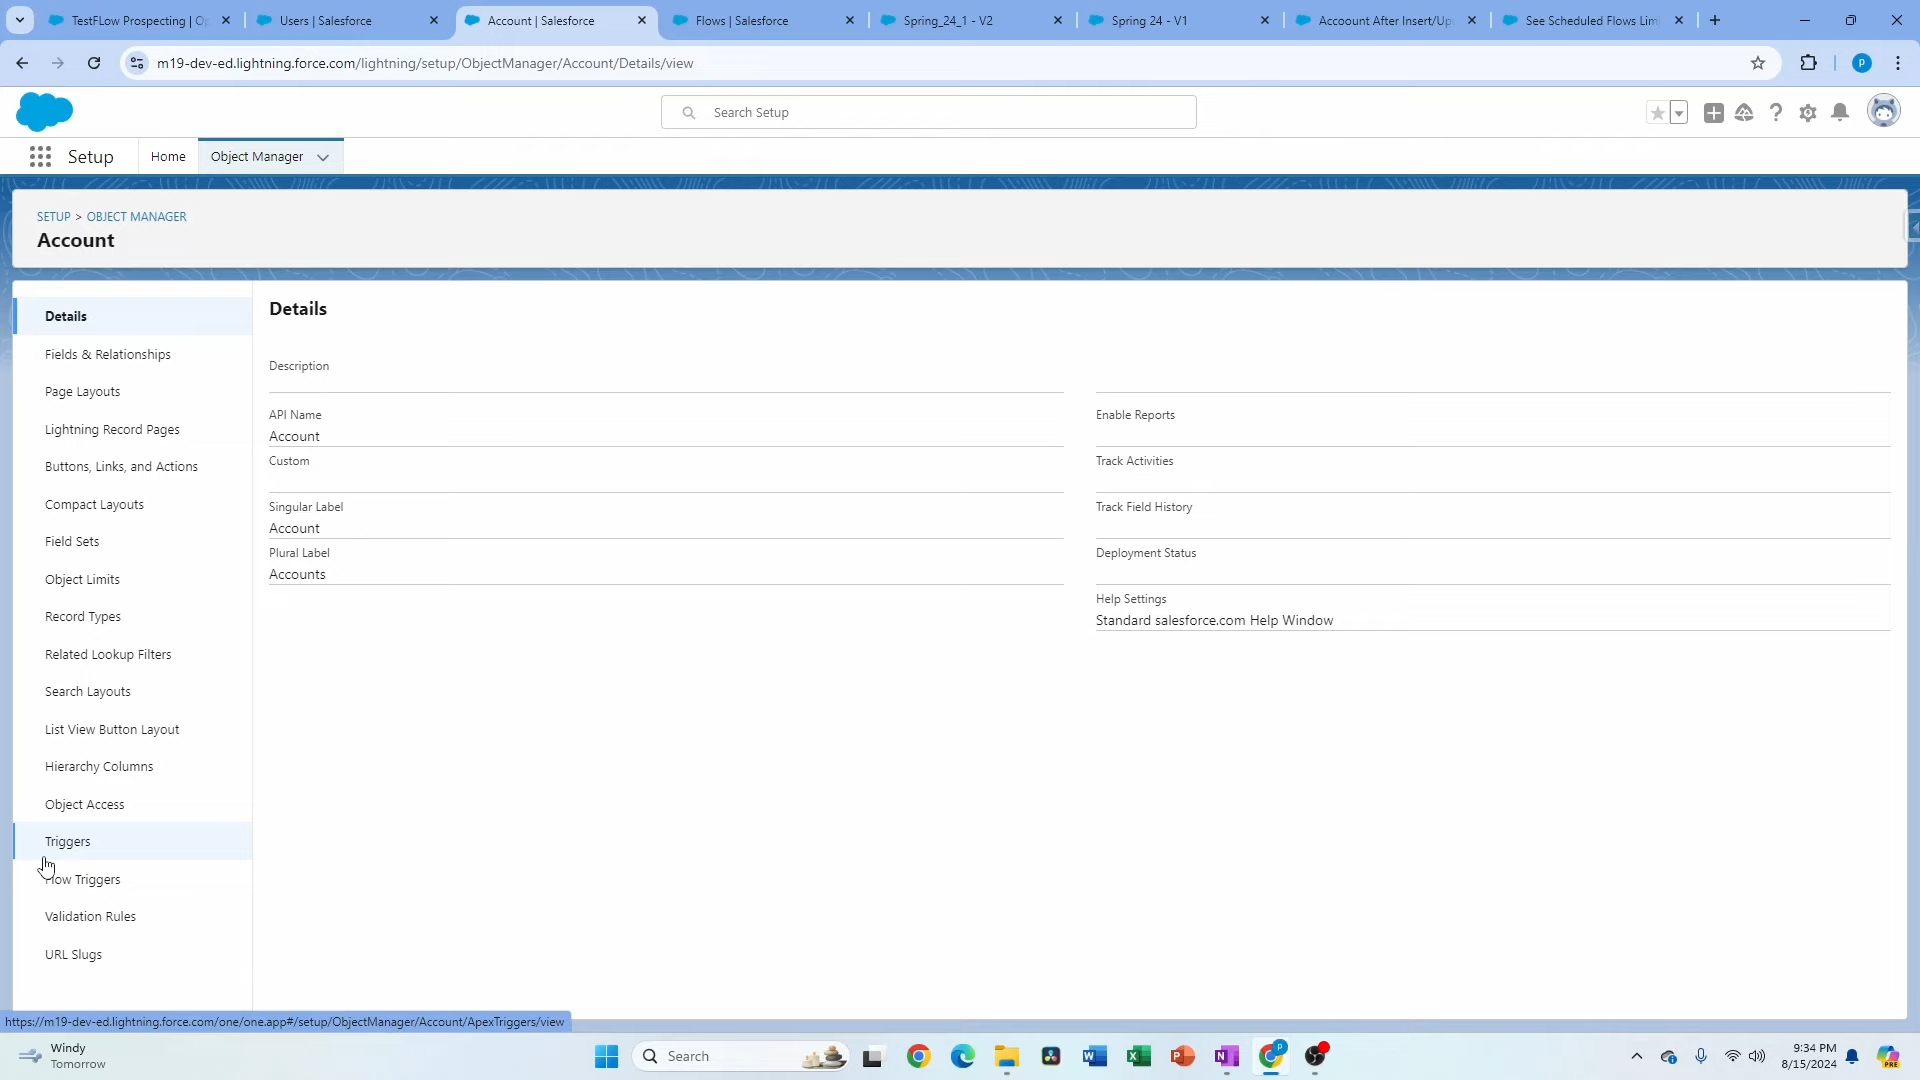 TestFLow Prospecting | Op
Users | Salesforce
Account | Salesforce
Flows | Salesforce
Spring_24_1 - V2
Spring 24 - V1
Accoount After Insert/Up
See Scheduled Flows Lim
m19-dev-ed.lightning.force.com/lightning/setup/ObjectManager/Account/Details/view
P
Search Setup
Setup
Home
Object Manager
SETUP > OBJECT MANAGER
Account
Details
Fields & Relationships
Page Layouts
Lightning Record Pages
Buttons, Links, and Actions
Compact Layouts
Field Sets
Object Limits
Record Types
Related Lookup Filters
Search Layouts
List View Button Layout
Hierarchy Columns
Object Access
Triggers
Flow Triggers
Validation Rules
URL Slugs
Details
Description
API Name
Account
Custom
Singular Label
Account
Plural Label
Accounts
Enable Reports
Track Activities
Track Field History
Deployment Status
Help Settings
Standard salesforce.com Help Window
https://m19-dev-ed.lightning.force.com/one/one.app#/setup/ObjectManager/Account/ApexTriggers/view
Windy
Tomorrow
Search
9:34 PM
8/15/2024
PRE